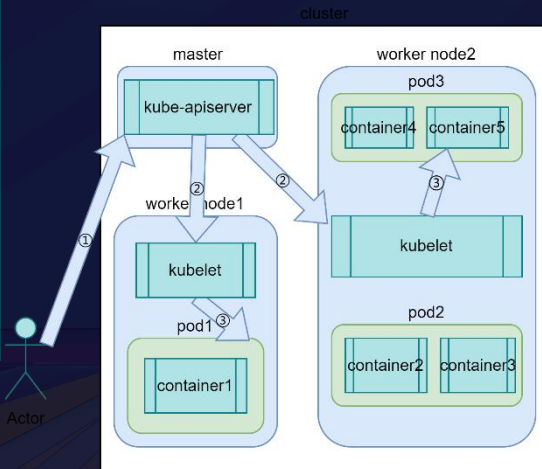 cluster
master
worker node2
pod3
kube-apiserver
container4
container5
②
②
③
①
worker node1
kubelet
kubelet
③
pod1
pod2
container1
container2
container3
Actor